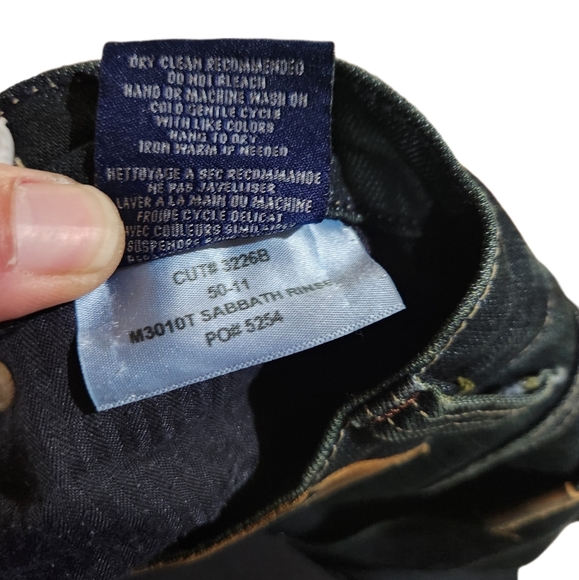 DRY CLEAN RECOMMENDED
DO NOT BLEACH
HAND OR MACHINE WASH ON
COLD GENTLE CYCLE
WITH LIKE COLORS
HANG TO DRY
IRON WARM IF NEEDED
NETTOYAGE A SEC RECOMMANDE
NE PAS JAVELLISER
LAVER A LA MAIN OU MACHINE
FROIDE CYCLE DELICAT
AVEC COULEURS
CUT# 3226B
50-11
M3010T SABBATH RINSE
PO# 5254